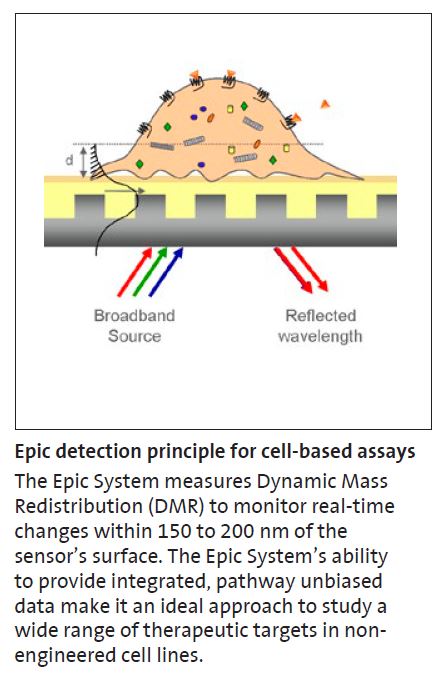 d
Broadband
Source
Reflected
wavelength
Epic detection principle for cell-based assays
The Epic System measures Dynamic Mass
Redistribution (DMR) to monitor real-time
changes within 150 to 200 nm of the
sensor's surface. The Epic System's ability
to provide integrated, pathway unbiased
data make it an ideal approach to study a
wide range of therapeutic targets in non-
engineered cell lines.